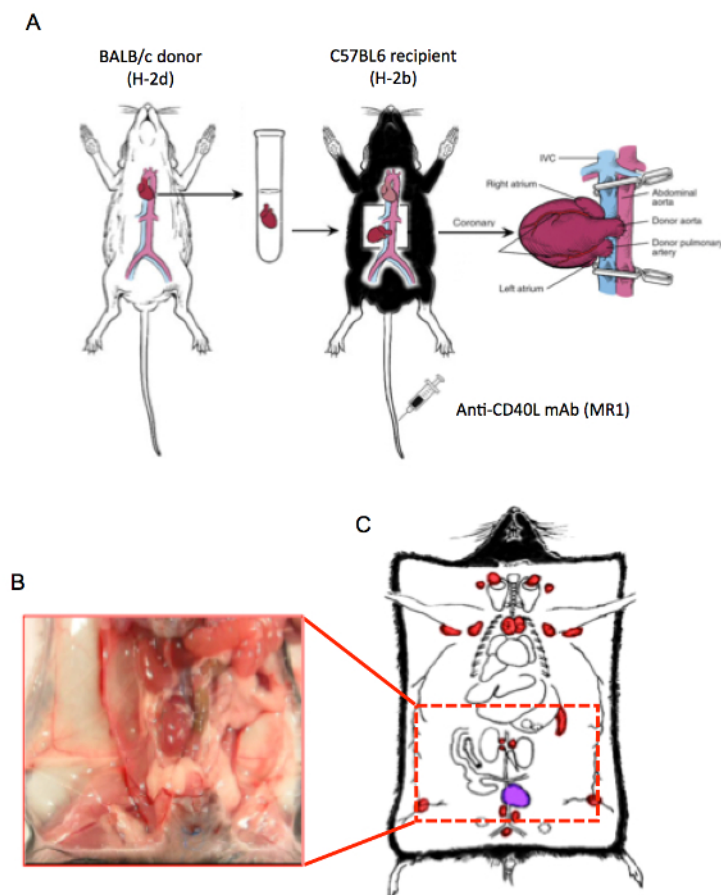 A
BALB/c donor
(H-2d)
C57BL6 recipient
(H-2b)
IVC
Right atrium
Abdominal
aorta
Coronary
Donor aorta
Donor pulmonary
artery
Left atrium
Anti-CD40L mAb (MR1)
C
B